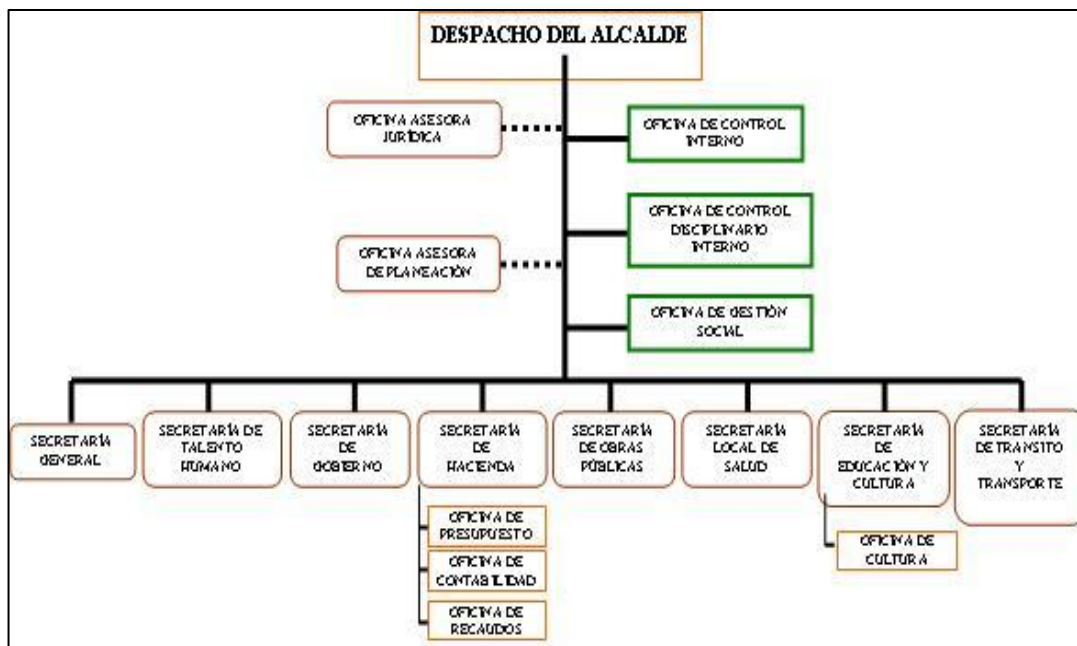 DESPACHO DEL ALCALDE
OFICINA ASESORA
JURÍDICA
OFICINA DE CONTROL
INTERNO
OFICINA DE CONTROL
DISCIPLINARIO
INTERNO
OFICINA ASESORA
DE PLANEACIÓN
OFICINA DE GESTIÓN
SOCIAL
SECRETARÍA
GENERAL
SECRETARÍA DE
TALENTO
HUMANO
SECRETARÍA
DE
GOBIERNO
SECRETARÍA
DE
HACIENDA
SECRETARÍA
DE OBRAS
PÚBLICAS
SECRETARÍA
LOCAL DE
SALUD
SECRETARÍA
DE
EDUCACIÓN Y
CULTURA
SECRETARÍA
DE TRANSITO
Y
TRANSPORTE
OFICINA DE
PRESUPUESTO
OFICINA DE
CONTABILIDAD
OFICINA DE
RECAUDOS
OFICINA DE
CULTURA